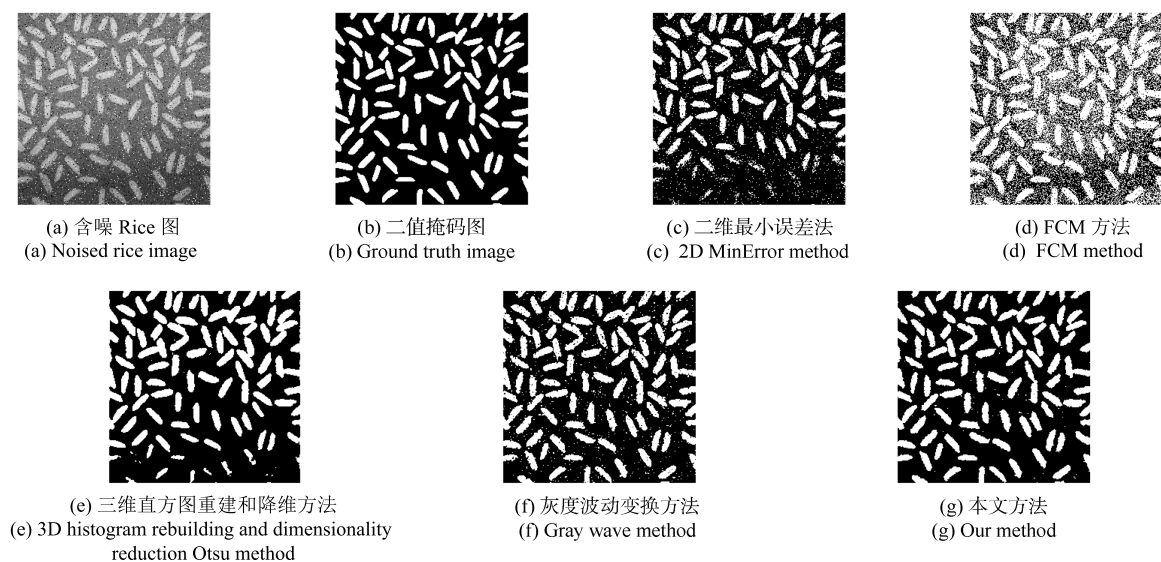 (a) 含噪 Rice 图
(a) Noised rice image
(b) 二值掩码图
(b) Ground truth image
(c) 二维最小误差法
(c) 2D MinError method
(d) FCM 方法
(d) FCM method
(e) 三维直方图重建和降维方法
(e) 3D histogram rebuilding and dimensionality
reduction Otsu method
(f) 灰度波动变换方法
(f) Gray wave method
(g) 本文方法
(g) Our method